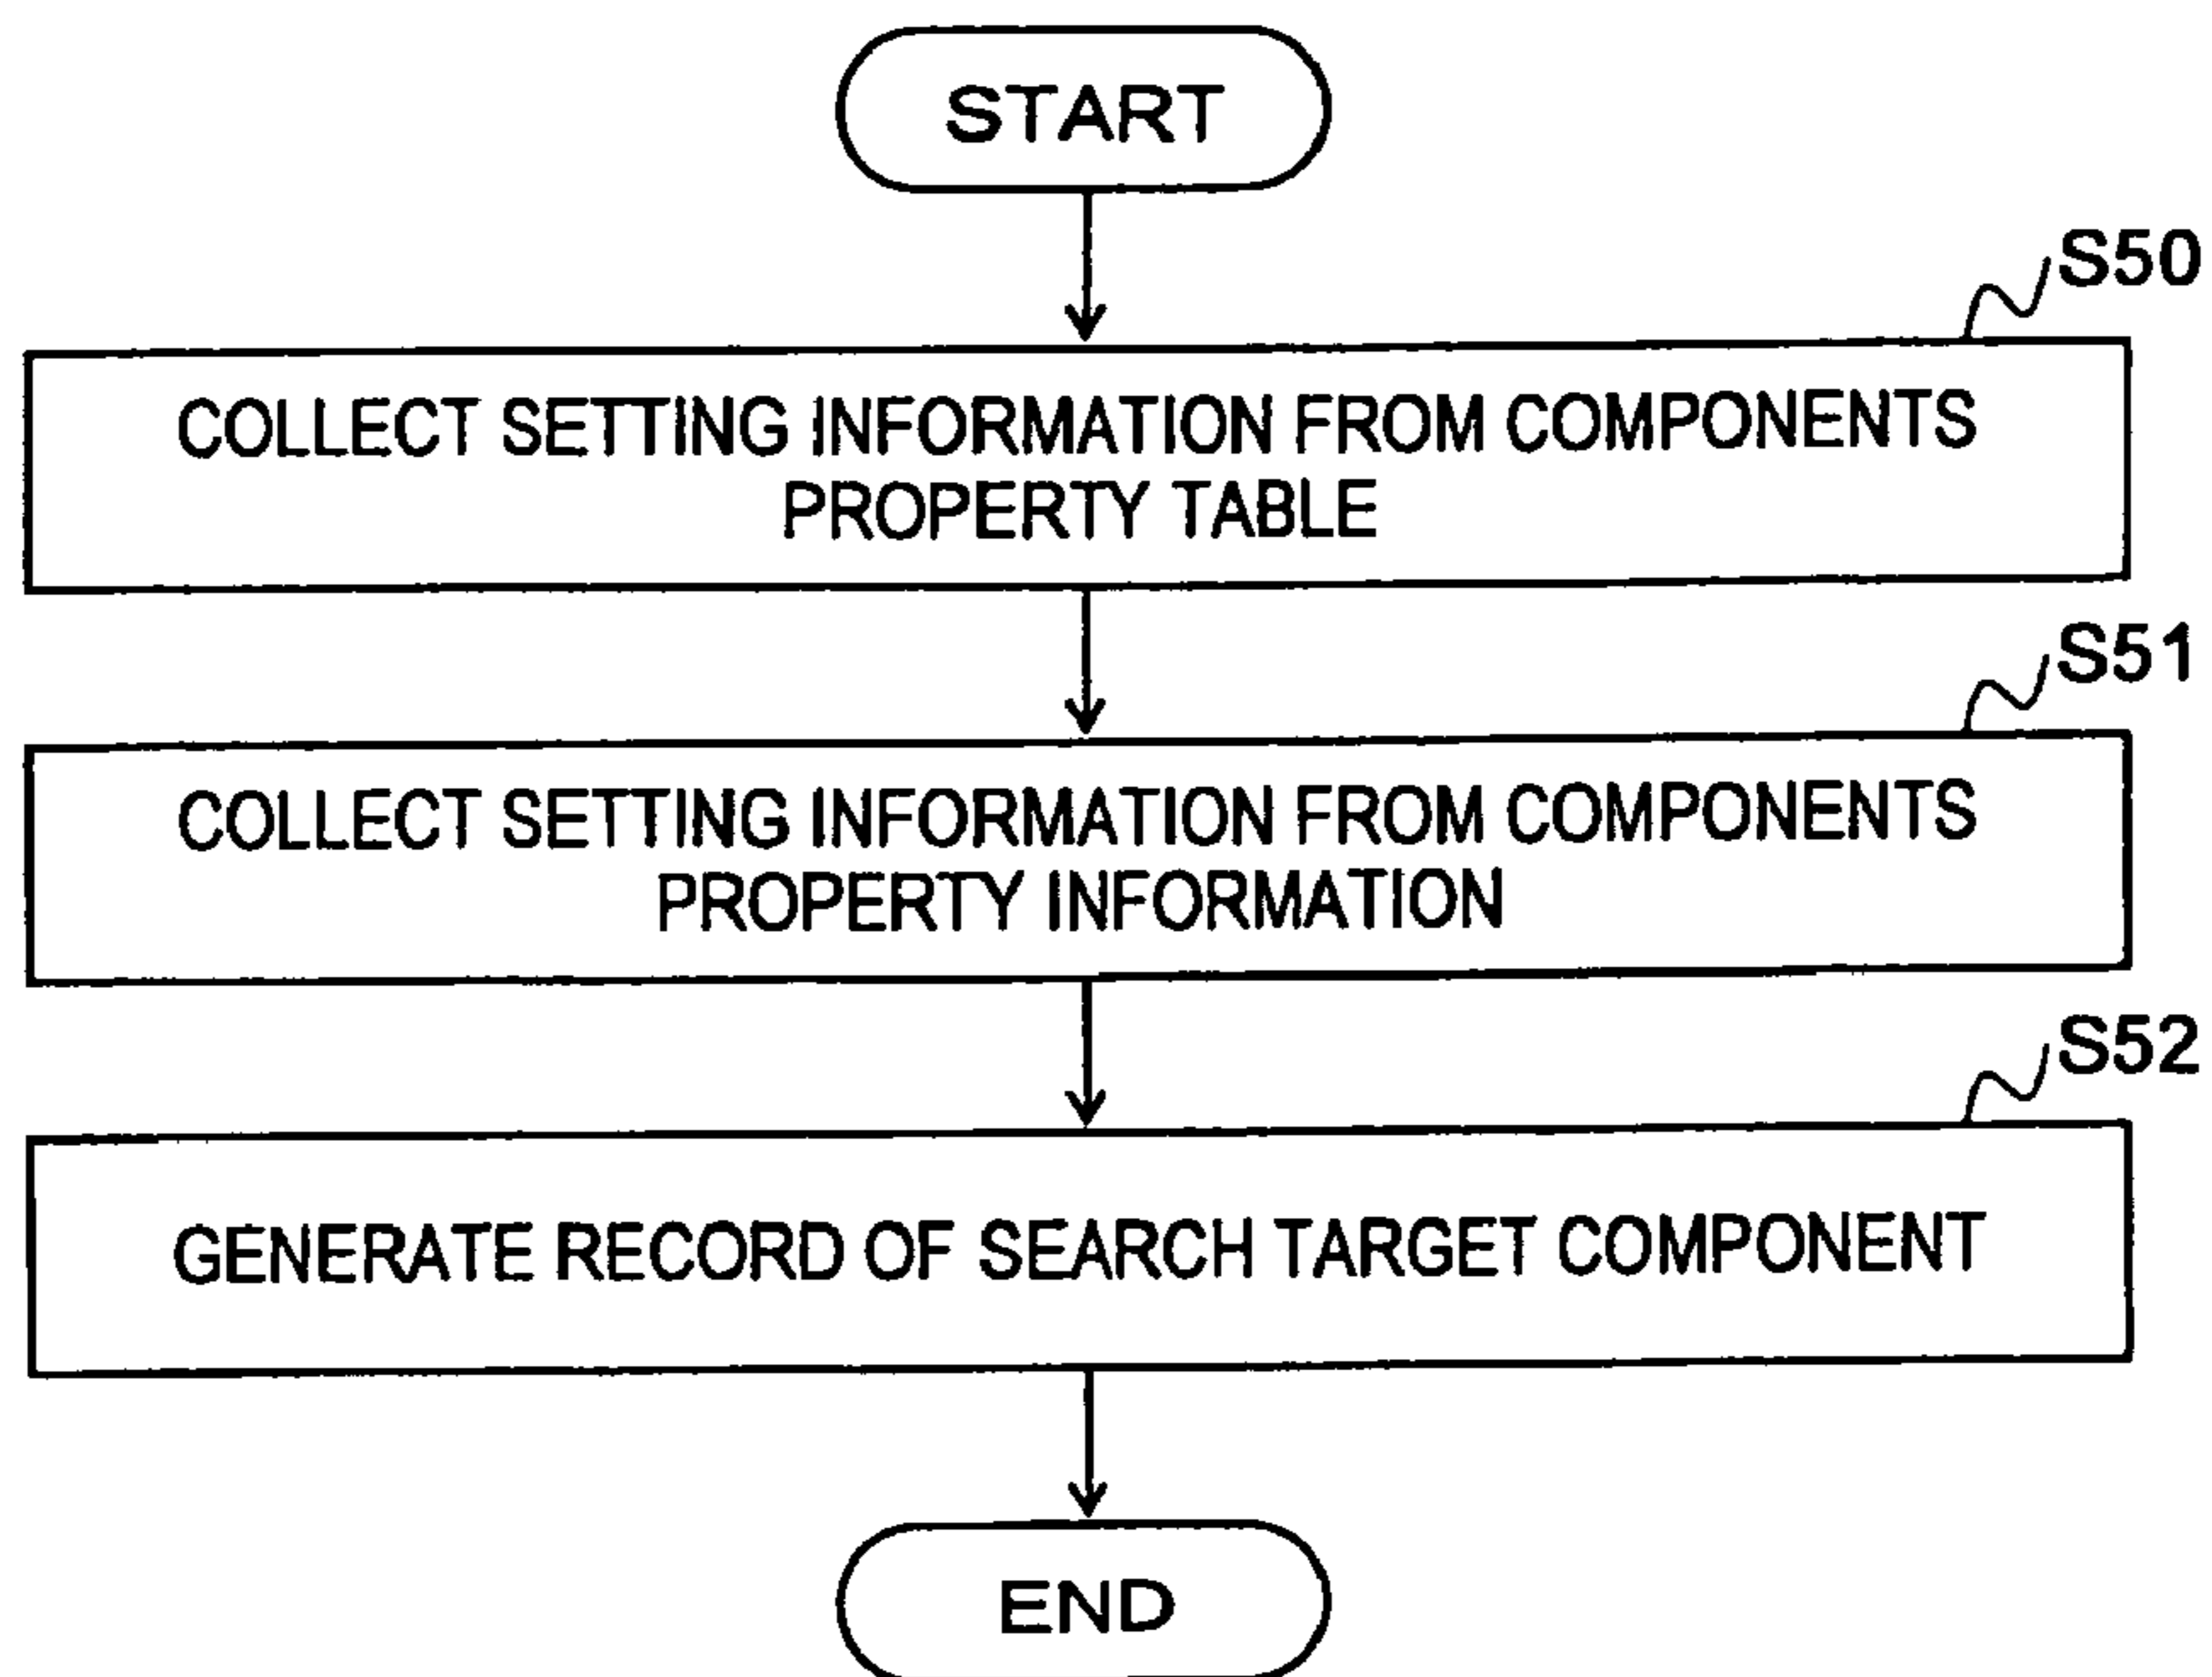 START
S50
COLLECT SETTING INFORMATION FROM COMPONENTS
PROPERTY TABLE
S51
COLLECT SETTING INFORMATION FROM COMPONENTS
PROPERTY INFORMATION
S52
GENERATE RECORD OF SEARCH TARGET COMPONENT
END